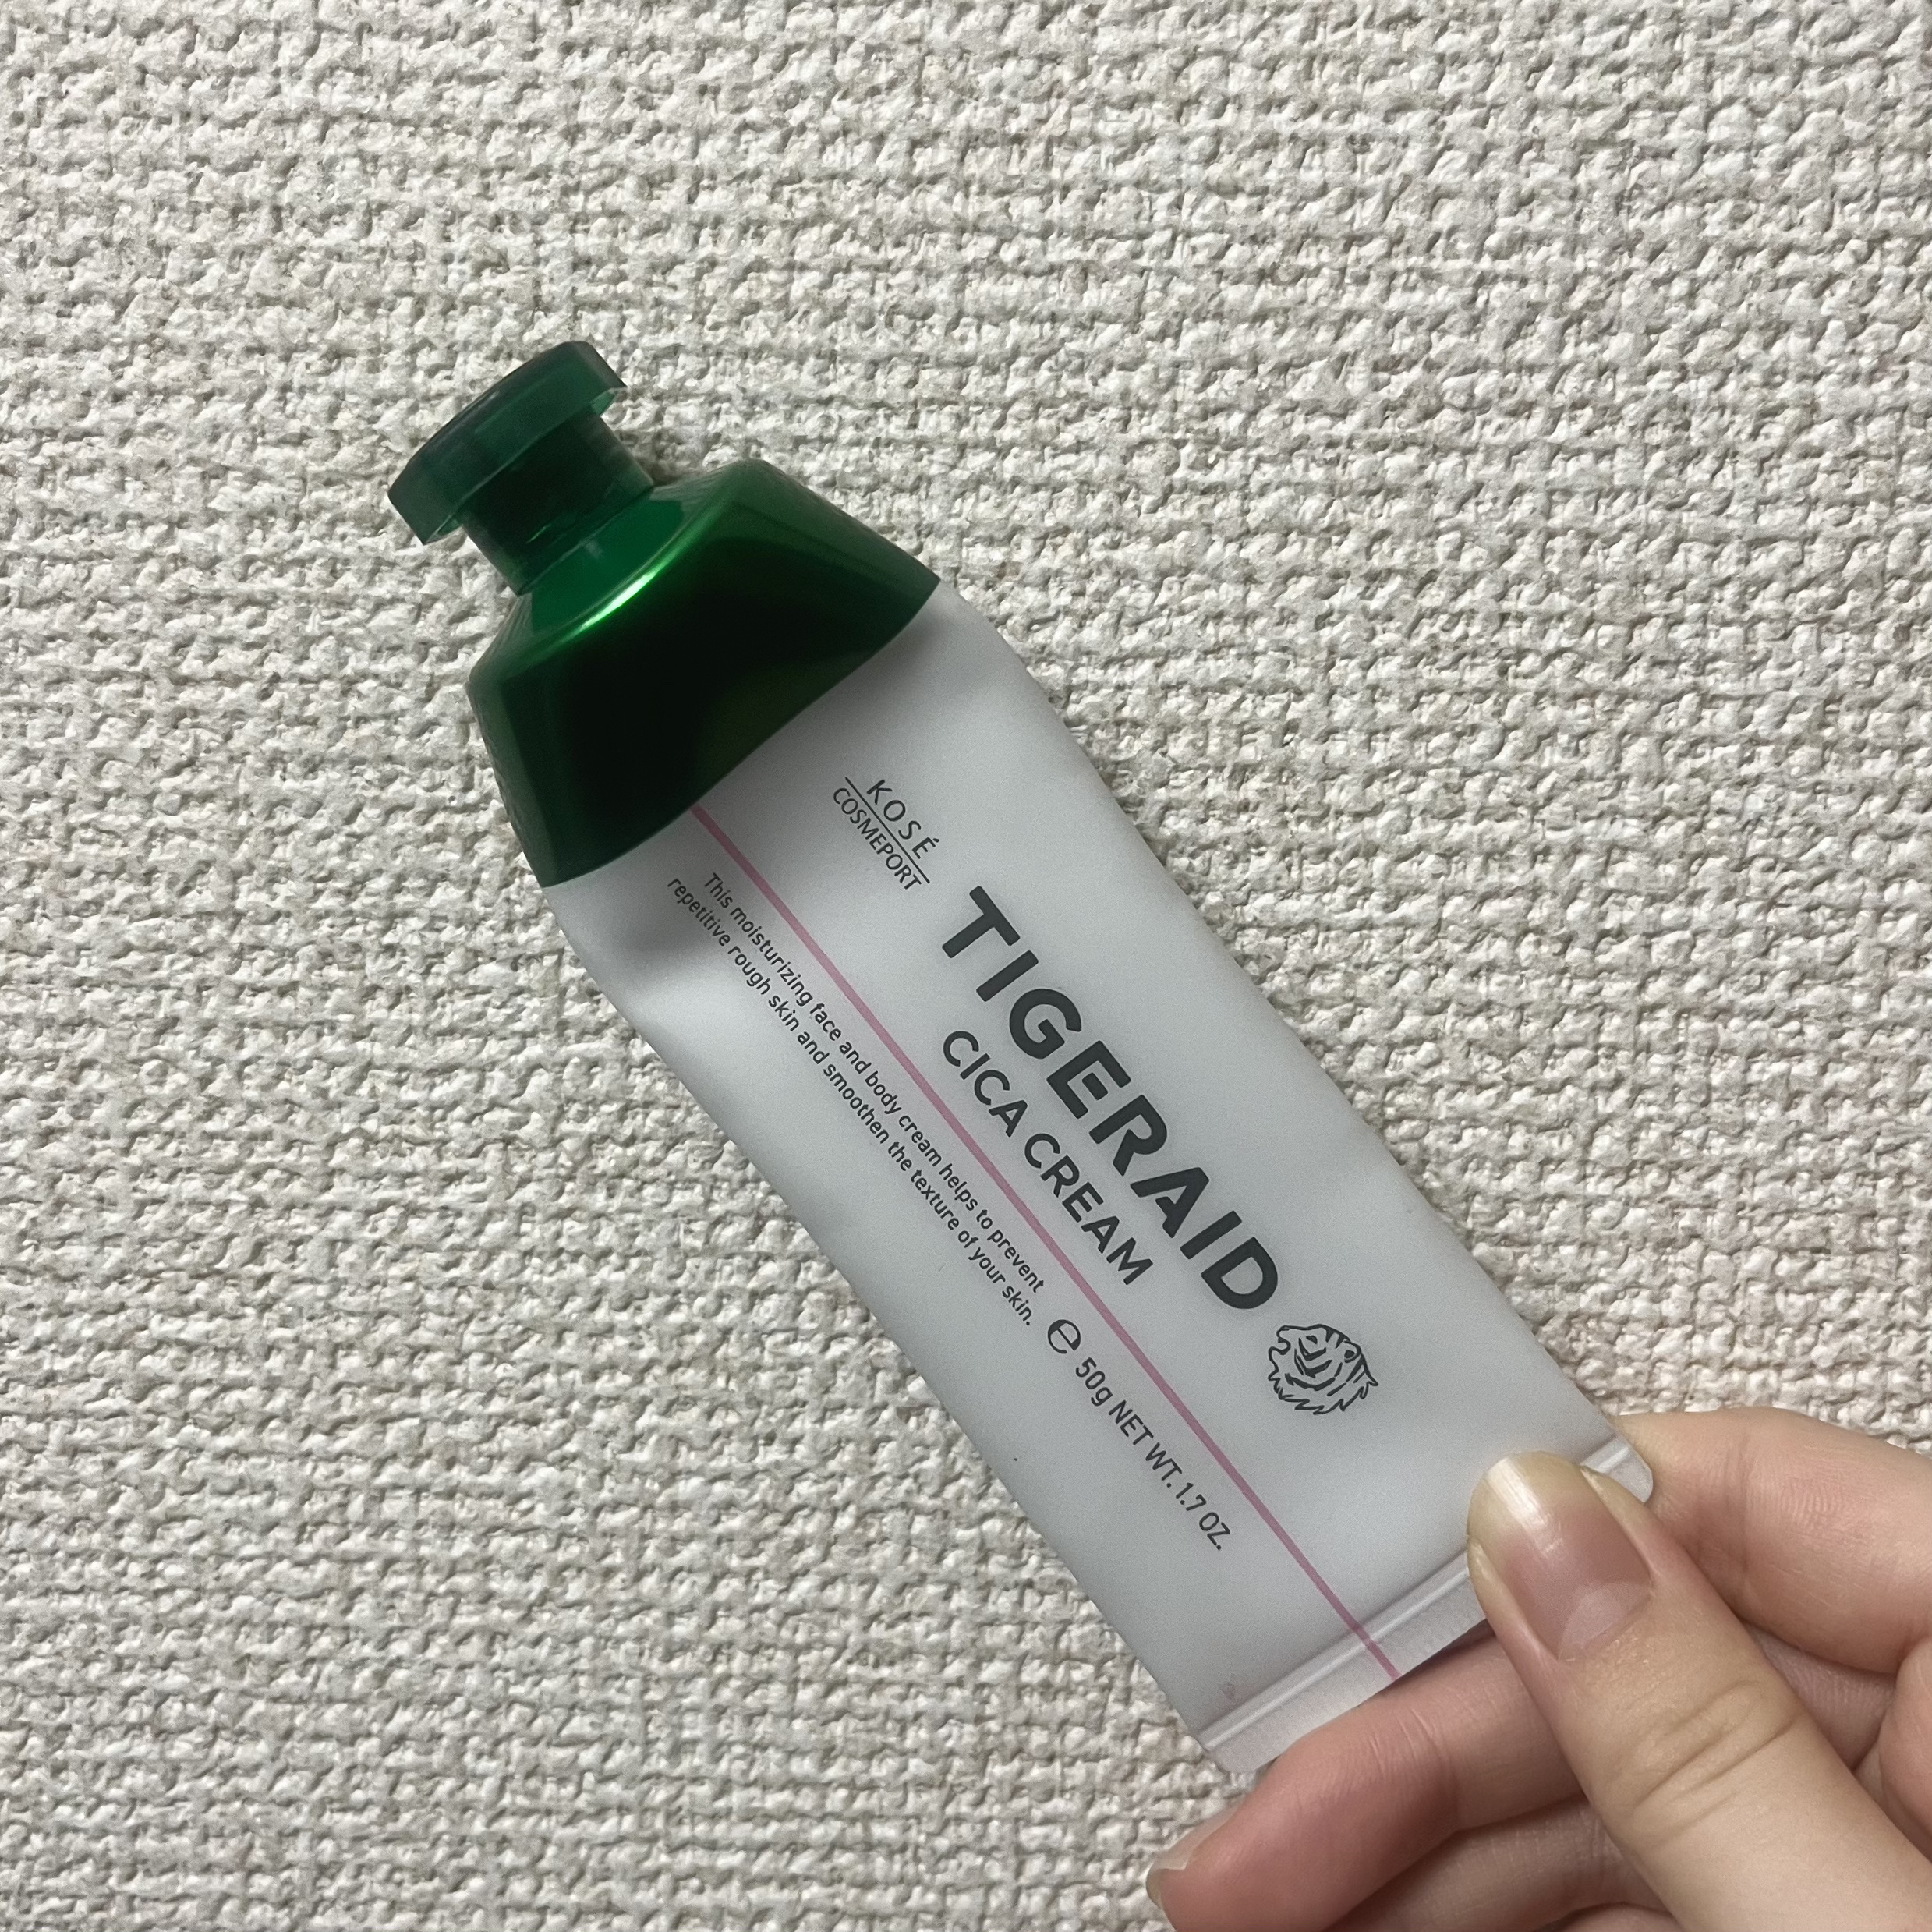 KOSÉ
COSMEPORT
TIGERAID
CICA CREAM
This moisturizing face and body cream helps to prevent
repetitive rough skin and smoothen the texture of your skin.
℮ 50g NET WT. 1.7 OZ.